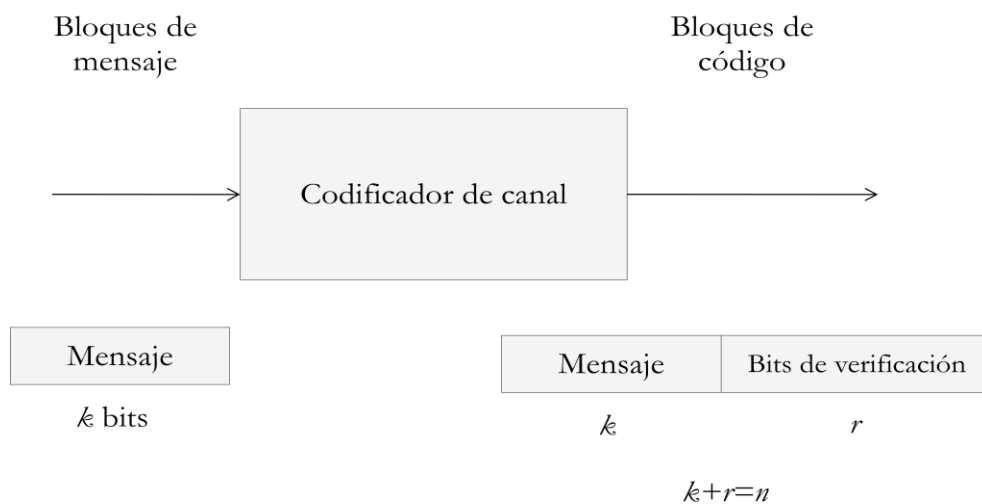 Bloques de
mensaje
Bloques de
código
Codificador de canal
Mensaje
Mensaje
Bits de verificación
k bits
k
r
k+r=n